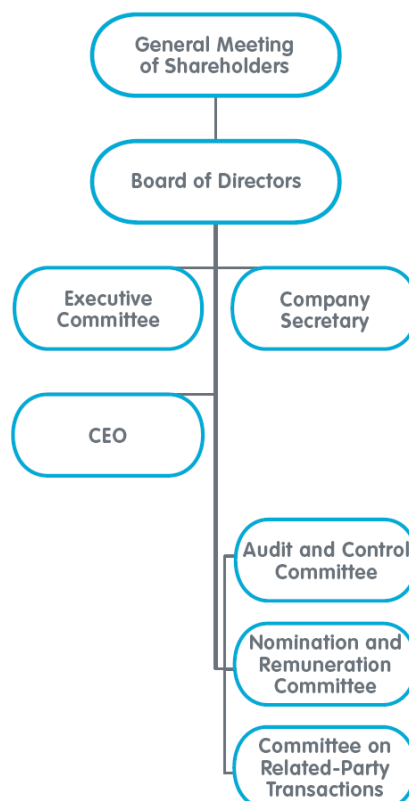 General Meeting
of Shareholders
Board of Directors
Executive
Committee
Company
Secretary
CEO
Audit and Control
Committee
Nomination and
Remuneration
Committee
Committee on
Related-Party
Transactions